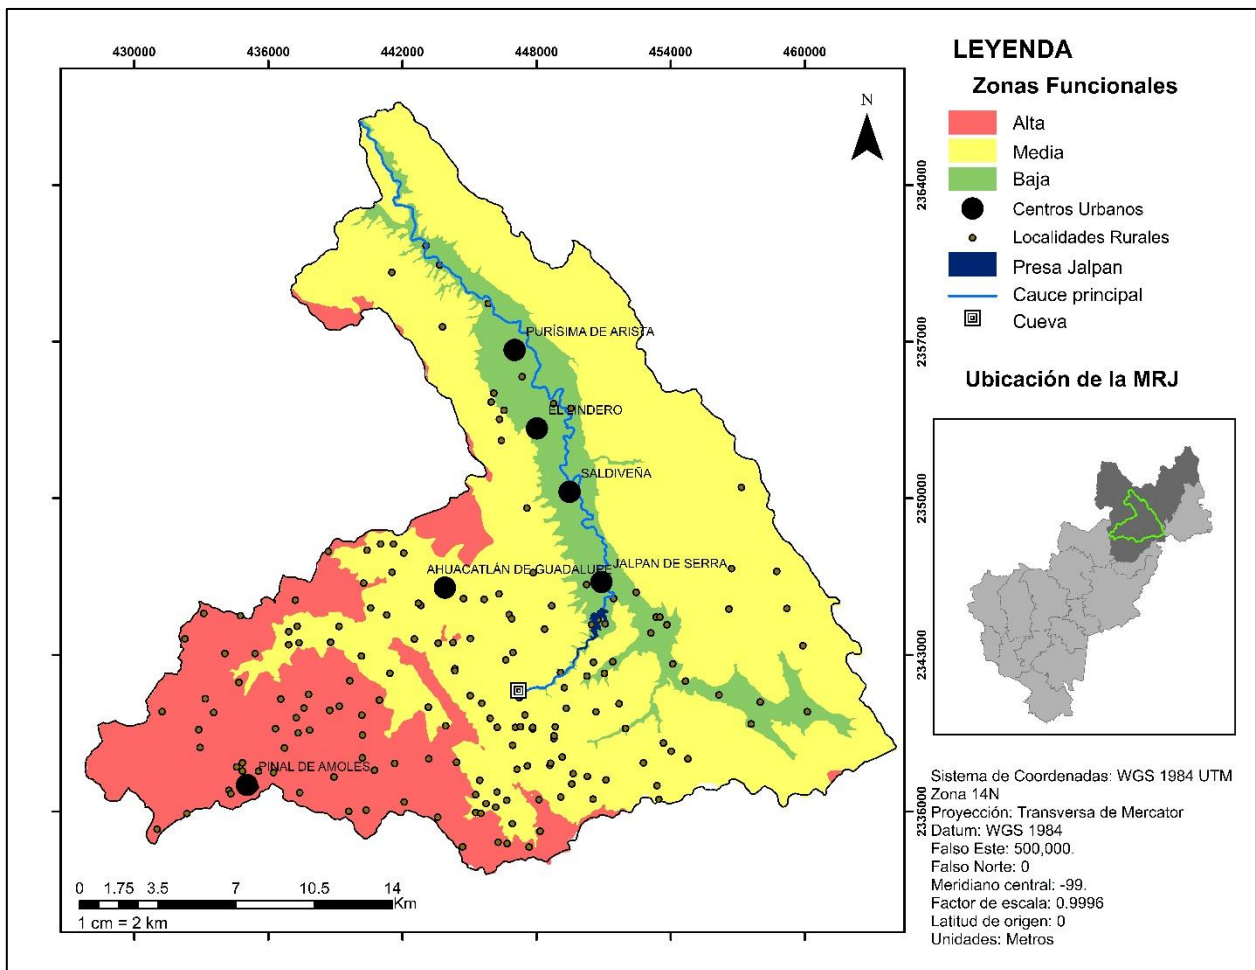 430000 436000 442000 448000 454000 460000
N
2364000
2357000
2350000
2343000
2336000
PURÍSIMA DE ARISTA
EL LINDERO
SALDIVEÑA
JALPAN DE SERRA
AHUACATLÁN DE GUADALUPE
PINAL DE AMOLES
0 1.75 3.5 7 10.5 14
Km
1 cm = 2 km
LEYENDA
Zonas Funcionales
Alta
Media
Baja
Centros Urbanos
Localidades Rurales
Presa Jalpan
Cauce principal
Cueva
Ubicación de la MRJ
Sistema de Coordenadas: WGS 1984 UTM
Zona 14N
Proyección: Transversa de Mercator
Datum: WGS 1984
Falso Este: 500,000.
Falso Norte: 0
Meridiano central: -99.
Factor de escala: 0.9996
Latitud de origen: 0
Unidades: Metros